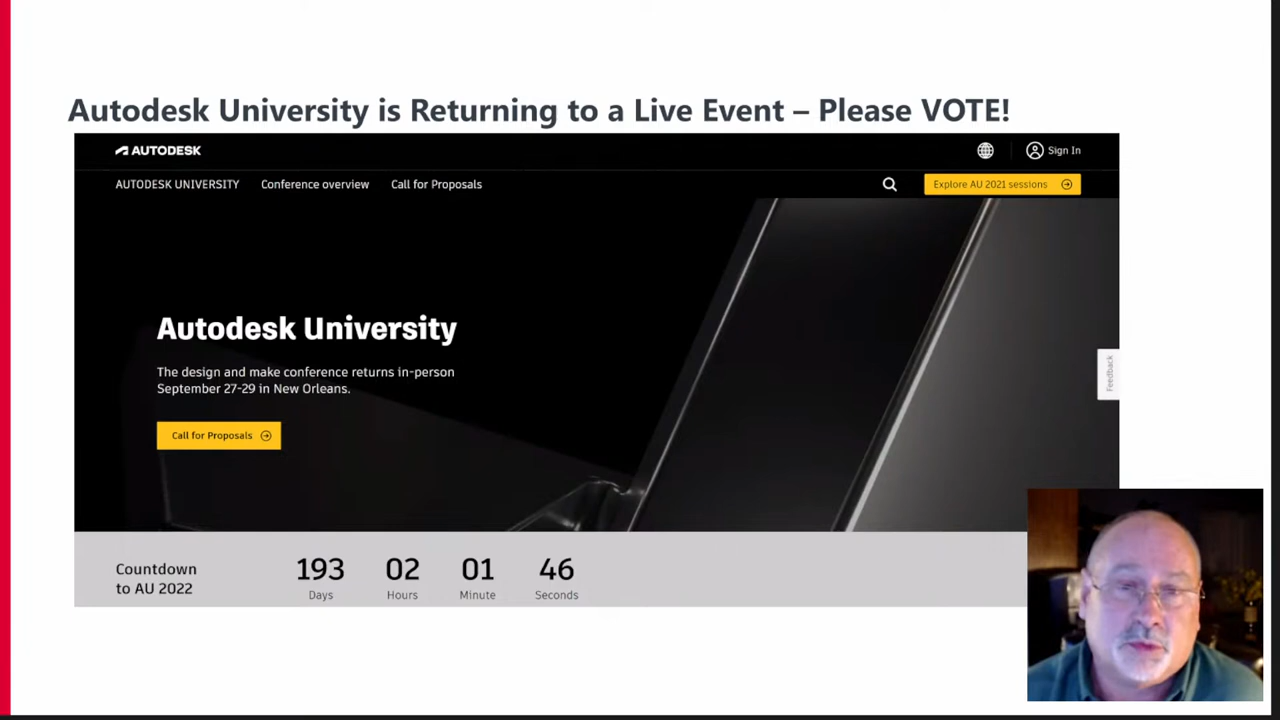 Autodesk University is Returning to a Live Event – Please VOTE!
AUTODESK
Sign In
AUTODESK UNIVERSITY Conference overview Call for Proposals
Explore AU 2021 sessions
Autodesk University
The design and make conference returns in-person
September 27-29 in New Orleans.
Feedback
Call for Proposals
Countdown
to AU 2022
193 02 01 46
Days Hours Minute Seconds